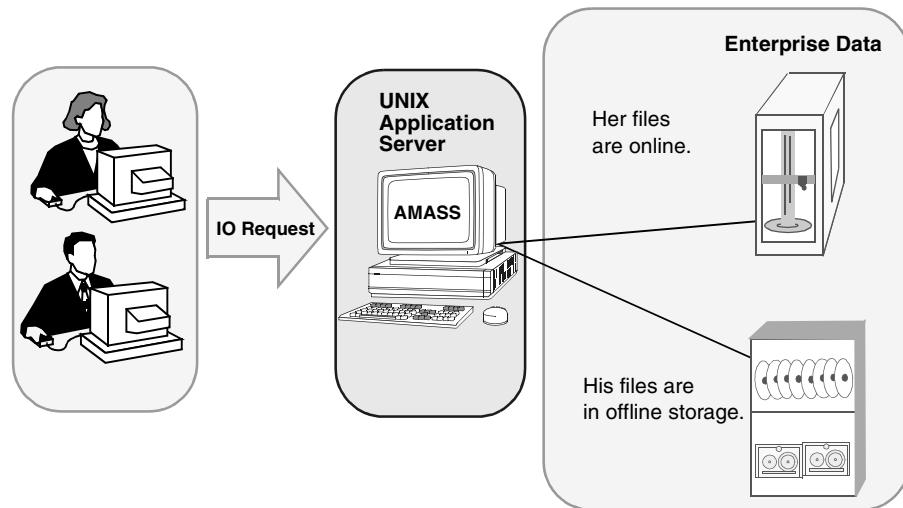 Enterprise Data
UNIX
Application
Server
Her files
are online.
AMASS
IO Request
His files are
in offline storage.